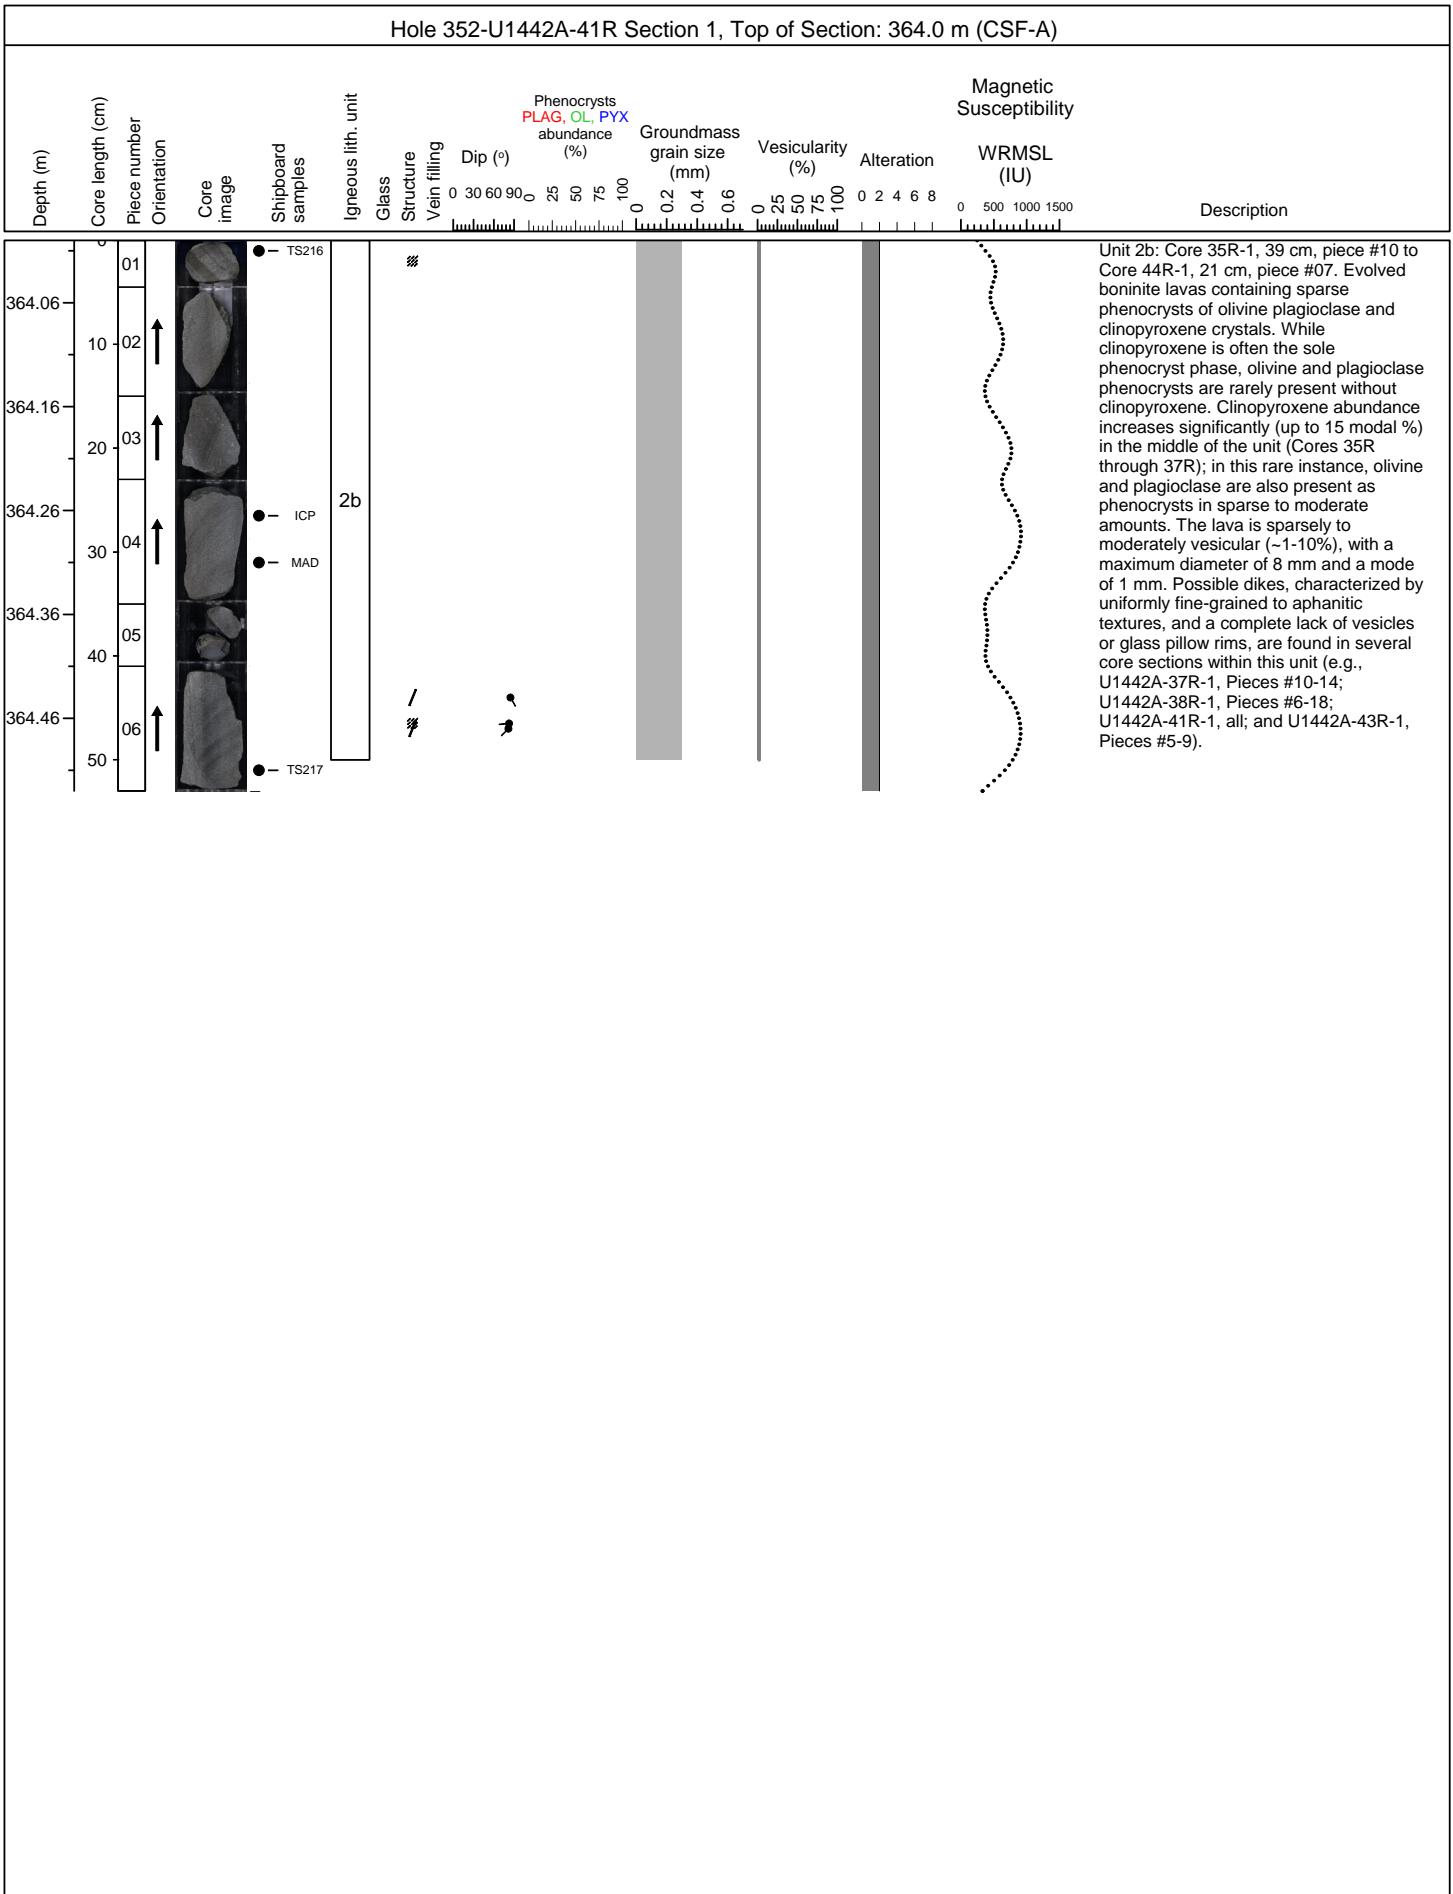 Hole 352-U1442A-41R Section 1, Top of Section: 364.0 m (CSF-A)
Depth (m)
Core length (cm)
Piece number
Orientation
Core
image
Shipboard
samples
Igneous lith. unit
Glass
Structure
Vein filling
Dip (°)
0 30 60 90
Phenocrysts
PLAG, OL, PYX
abundance
(%)
0 25 50 75 100
Groundmass
grain size
(mm)
0 0.2 0.4 0.6
Vesicularity
(%)
0 25 50 75 100
Alteration
0 2 4 6 8
Magnetic
Susceptibility
WRMSL
(IU)
0 500 1000 1500
Description
364.06
364.16
364.26
364.36
364.46
0
10
20
30
40
50
01
02
03
04
05
06
TS216
ICP
MAD
TS217
2b
Unit 2b: Core 35R-1, 39 cm, piece #10 to
Core 44R-1, 21 cm, piece #07. Evolved
boninite lavas containing sparse
phenocrysts of olivine plagioclase and
clinopyroxene crystals. While
clinopyroxene is often the sole
phenocryst phase, olivine and plagioclase
phenocrysts are rarely present without
clinopyroxene. Clinopyroxene abundance
increases significantly (up to 15 modal %)
in the middle of the unit (Cores 35R
through 37R); in this rare instance, olivine
and plagioclase are also present as
phenocrysts in sparse to moderate
amounts. The lava is sparsely to
moderately vesicular (~1-10%), with a
maximum diameter of 8 mm and a mode
of 1 mm. Possible dikes, characterized by
uniformly fine-grained to aphanitic
textures, and a complete lack of vesicles
or glass pillow rims, are found in several
core sections within this unit (e.g.,
U1442A-37R-1, Pieces #10-14;
U1442A-38R-1, Pieces #6-18;
U1442A-41R-1, all; and U1442A-43R-1,
Pieces #5-9).